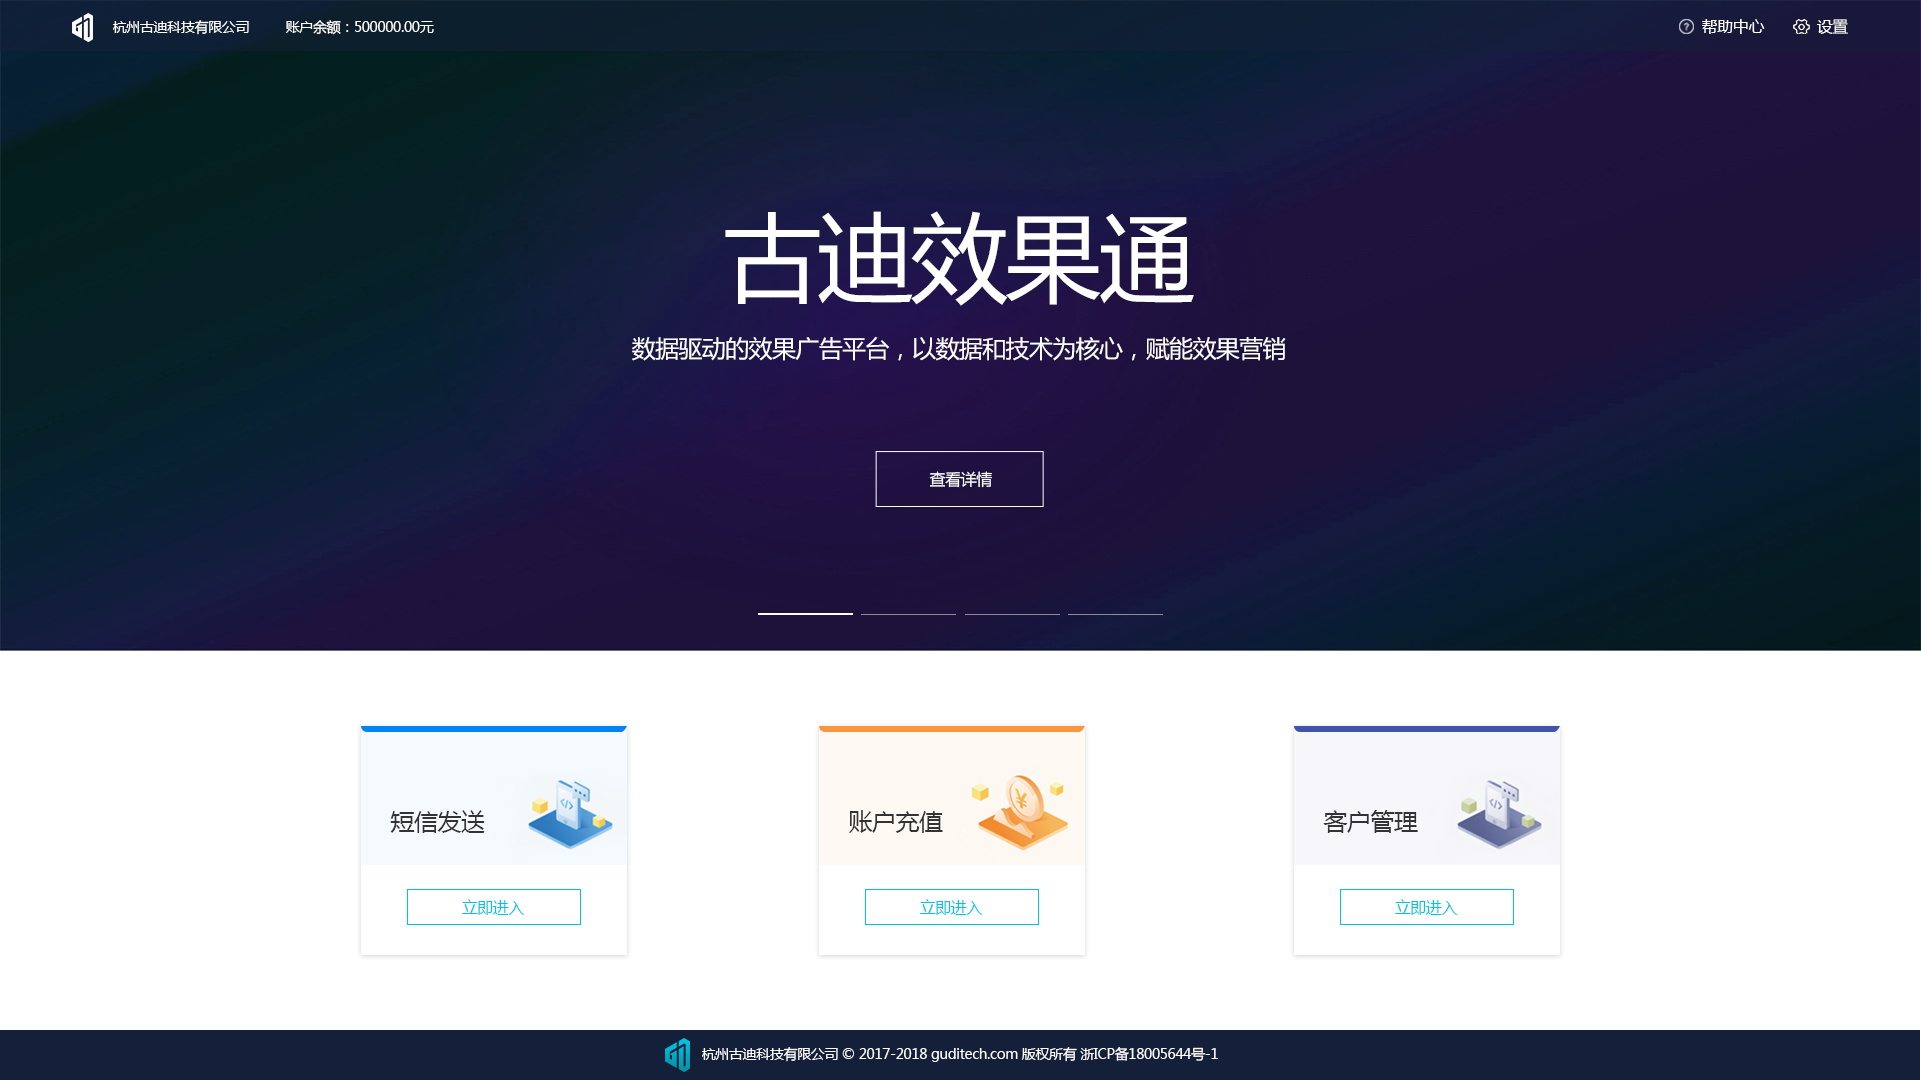 杭州古迪科技有限公司 账户余额：500000.00元 帮助中心 设置
古迪效果通
数据驱动的效果广告平台，以数据和技术为核心，赋能效果营销
查看详情
短信发送 账户充值 客户管理
立即进入 立即进入 立即进入
杭州古迪科技有限公司 © 2017-2018 guditech.com 版权所有 浙ICP备18005644号-1